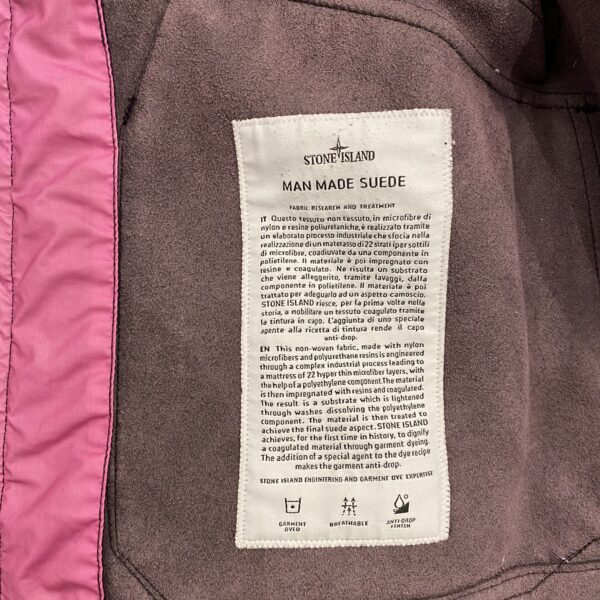 STONE ISLAND
MAN MADE SUEDE
FABRIC RESEARCH AND TREATMENT
IT Questo tessuto non tessuto, in microfibre di
nylon e resine poliuretaniche, è realizzato tramite
un elaborato processo industriale che sfocia nella
realizzazione di un materasso di 22 strati ipersottili
di microfibre, coadiuvate da una componente in
polietilene. Il materiale è poi impregnato con
resine e coagulato. Ne risulta un substrato
che viene alleggerito, tramite lavaggi, dalla
componente in polietilene. Il materiale è poi
trattato per adeguarlo ad un aspetto camoscio.
STONE ISLAND riesce, per la prima volta nella
storia, a nobilitare un tessuto coagulato tramite
la tintura in capo. L'aggiunta di uno speciale
agente alla ricetta di tintura rende il capo
anti-drop.
EN This non-woven fabric, made with nylon
microfibers and polyurethane resins is engineered
through a complex industrial process leading to
a mattress of 22 hyper thin microfiber layers, with
the help of a polyethylene component. The material
is then impregnated with resins and coagulated.
The result is a substrate which is lightened
through washes dissolving the polyethylene
component. The material is then treated to
achieve the final suede aspect. STONE ISLAND
achieves, for the first time in history, to dignify
a coagulated material through garment dyeing.
The addition of a special agent to the dye recipe
makes the garment anti-drop.
STONE ISLAND ENGINEERING AND GARMENT DYE EXPERTISE
GARMENT BREATHABLE ANTI-DROP
DYED FINISH